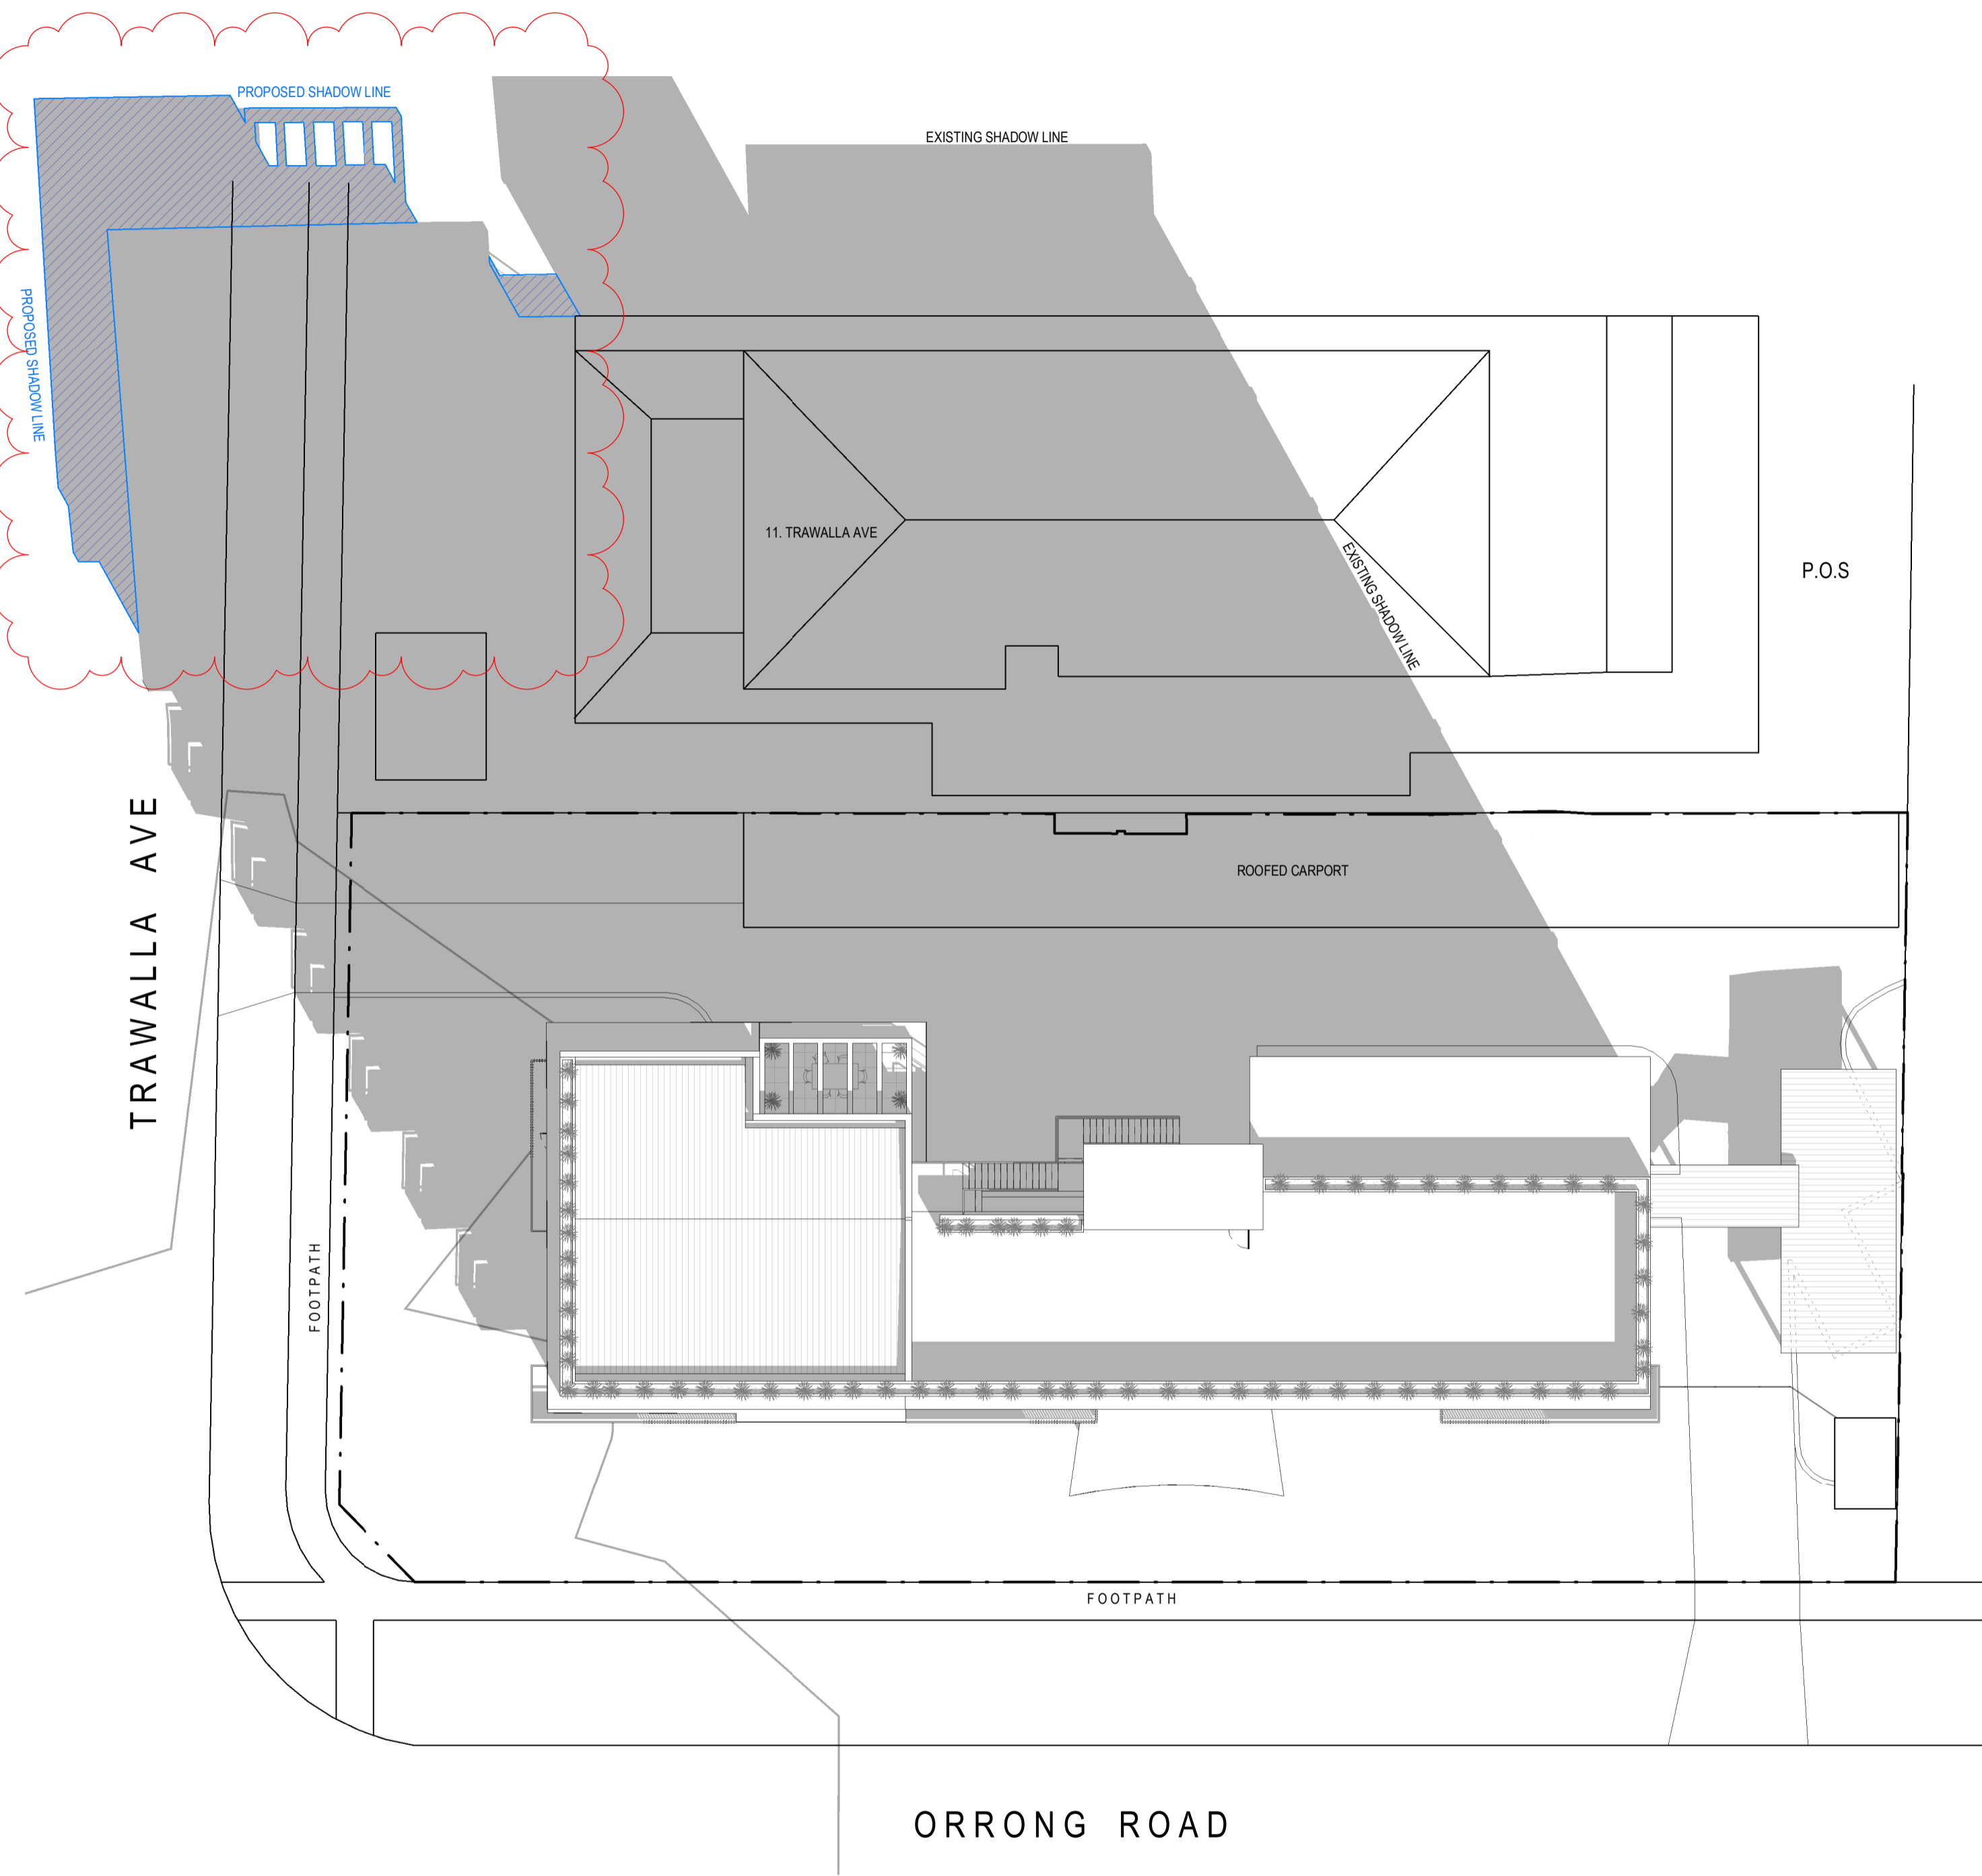 PROPOSED SHADOW LINE
EXISTING SHADOW LINE
PROPOSED SHADOW LINE
11. TRAWALLA AVE
EXISTING SHADOW LINE
P.O.S
TRAWALLA AVE
ROOFED CARPORT
FOOTPATH
FOOTPATH
ORRONG ROAD